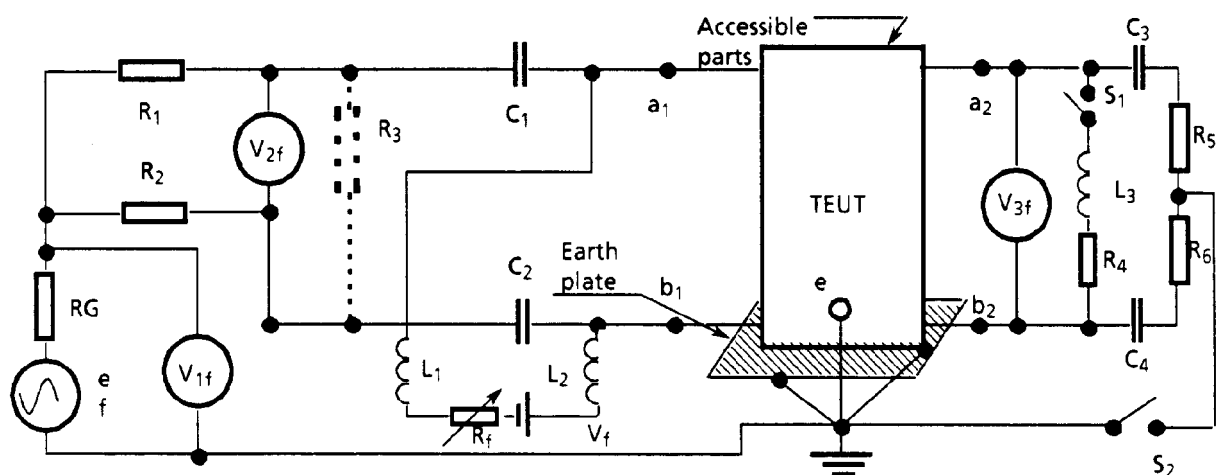 Accessible
parts
C3
R1
C1
a1
a2
S1
R5
V2f
R3
R2
TEUT
V3f
L3
Earth
plate
C2
b1
e
R4
R6
b2
RG
V1f
L1
L2
C4
e
f
Rf
Vf
S2